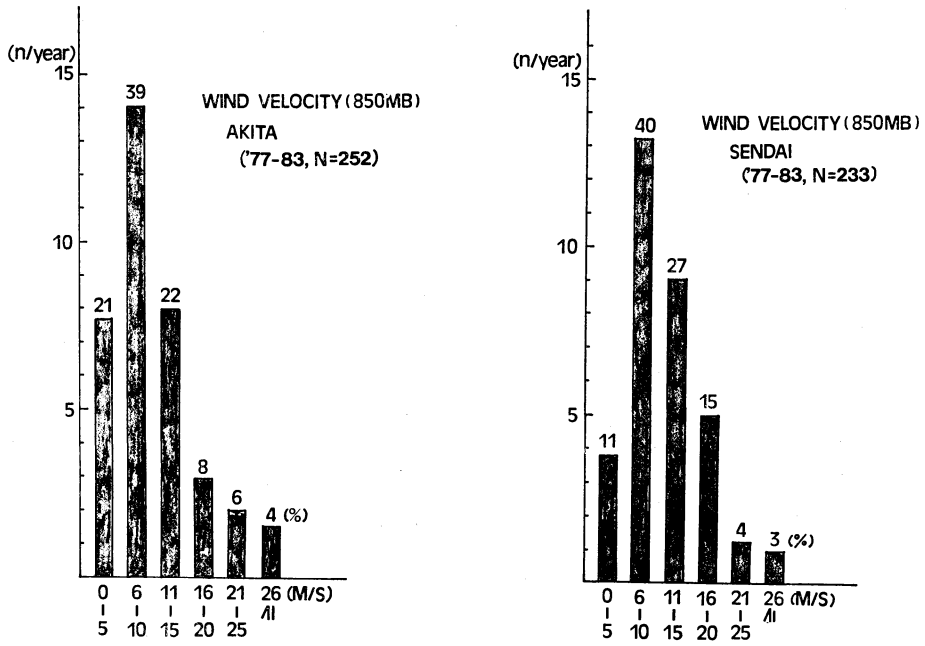 (n/year)
15
10
5
WIND VELOCITY (850MB)
AKITA
('77-83, N=252)
21
39
22
8
6
4 (%)
0 6 11 16 21 26 (M/S)
5 10 15 20 25
(n/year)
15
10
5
WIND VELOCITY (850MB)
SENDAI
('77-83, N=233)
11
40
27
15
4
3 (%)
0 6 11 16 21 26 (M/S)
5 10 15 20 25